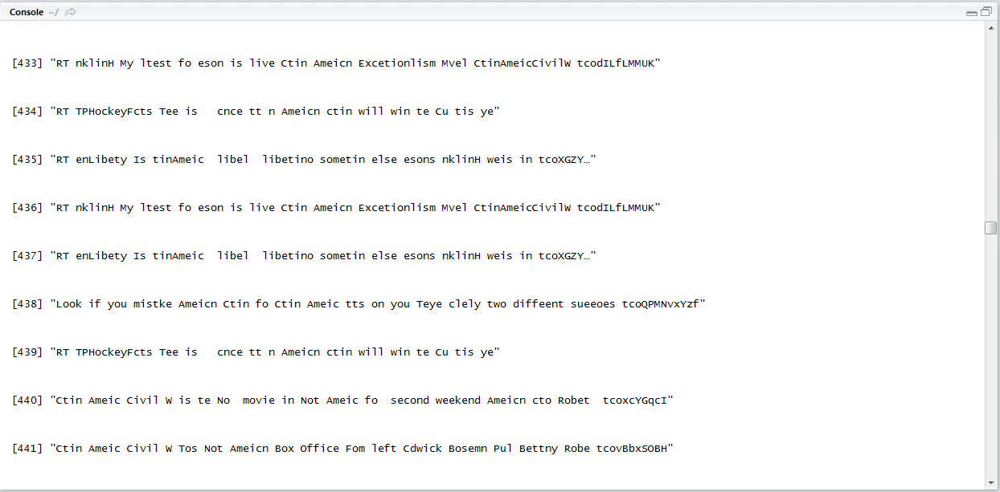 Console ~/
[433] "RT nklinH My ltest fo eson is live Ctin Ameicn Excetionlism Mvel CtinAmeicCivilW tcodILfLMMUK"
[434] "RT TPHockeyFcts Tee is   cnce tt n Ameicn ctin will win te Cu tis ye"
[435] "RT enLibety Is tinAmeic  libel  libetino sometin else esons nklinH weis in tcoXGZY…"
[436] "RT nklinH My ltest fo eson is live Ctin Ameicn Excetionlism Mvel CtinAmeicCivilW tcodILfLMMUK"
[437] "RT enLibety Is tinAmeic  libel  libetino sometin else esons nklinH weis in tcoXGZY…"
[438] "Look if you mistke Ameicn Ctin fo Ctin Ameic tts on you Teye clely two diffeent sueeoes tcoQPMNvxYzf"
[439] "RT TPHockeyFcts Tee is   cnce tt n Ameicn ctin will win te Cu tis ye"
[440] "Ctin Ameic Civil W is te No  movie in Not Ameic fo  second weekend Ameicn cto Robet  tcoxcYGqcI"
[441] "Ctin Ameic Civil W Tos Not Ameicn Box Office Fom left Cdwick Bosemn Pul Bettny Robe tcovBbxSOBH"